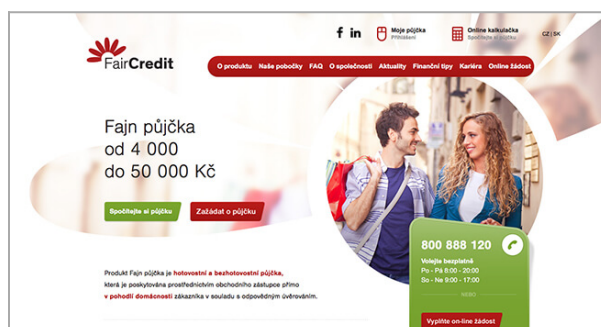 f in
Moje půjčka
Přihlášení
Online kalkulačka
Spočítejte si půjčku
CZ | SK
FairCredit
O produktu Naše pobočky FAQ O společnosti Aktuality Finanční tipy Kariéra Online žádost
Fajn půjčka
od 4 000
do 50 000 Kč
Spočítejte si půjčku
Zažádat o půjčku
800 888 120
Volejte bezplatně
Po - Pá 8:00 - 20:00
So - Ne 9:00 - 17:00
NEBO
Vyplňte on-line žádost
Produkt Fajn půjčka je hotovostní a bezhotovostní půjčka,
která je poskytována prostřednictvím obchodního zástupce přímo
v pohodlí domácnosti zákazníka v souladu s odpovědným úvěrováním.